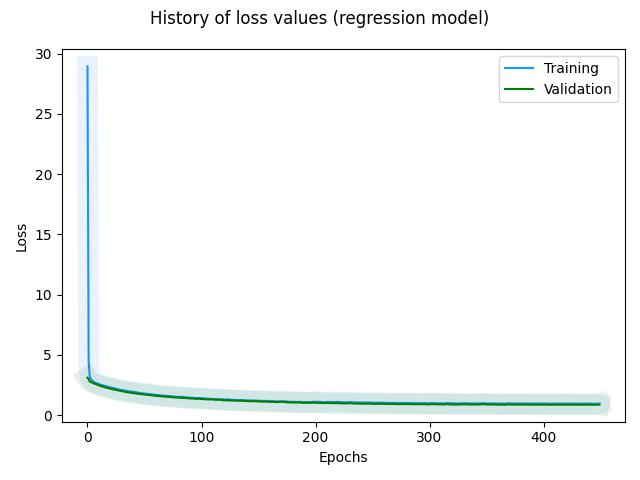 History of loss values (regression model)
30
25
20
15
10
5
0
Loss
Training
Validation
0 100 200 300 400
Epochs